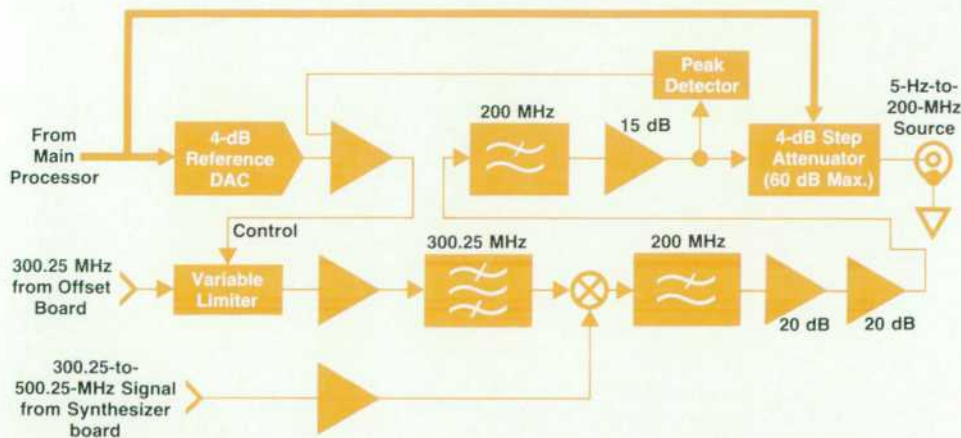 Peak
Detector
5-Hz-to-
200-MHz
Source
200 MHz
15 dB
From
Main
Processor
4-dB
Reference
DAC
4-dB Step
Attenuator
(60 dB Max.)
Control
300.25 MHz
from Offset
Board
Variable
Limiter
300.25 MHz
200 MHz
20 dB
20 dB
300.25-to-
500.25-MHz Signal
from Synthesizer
board